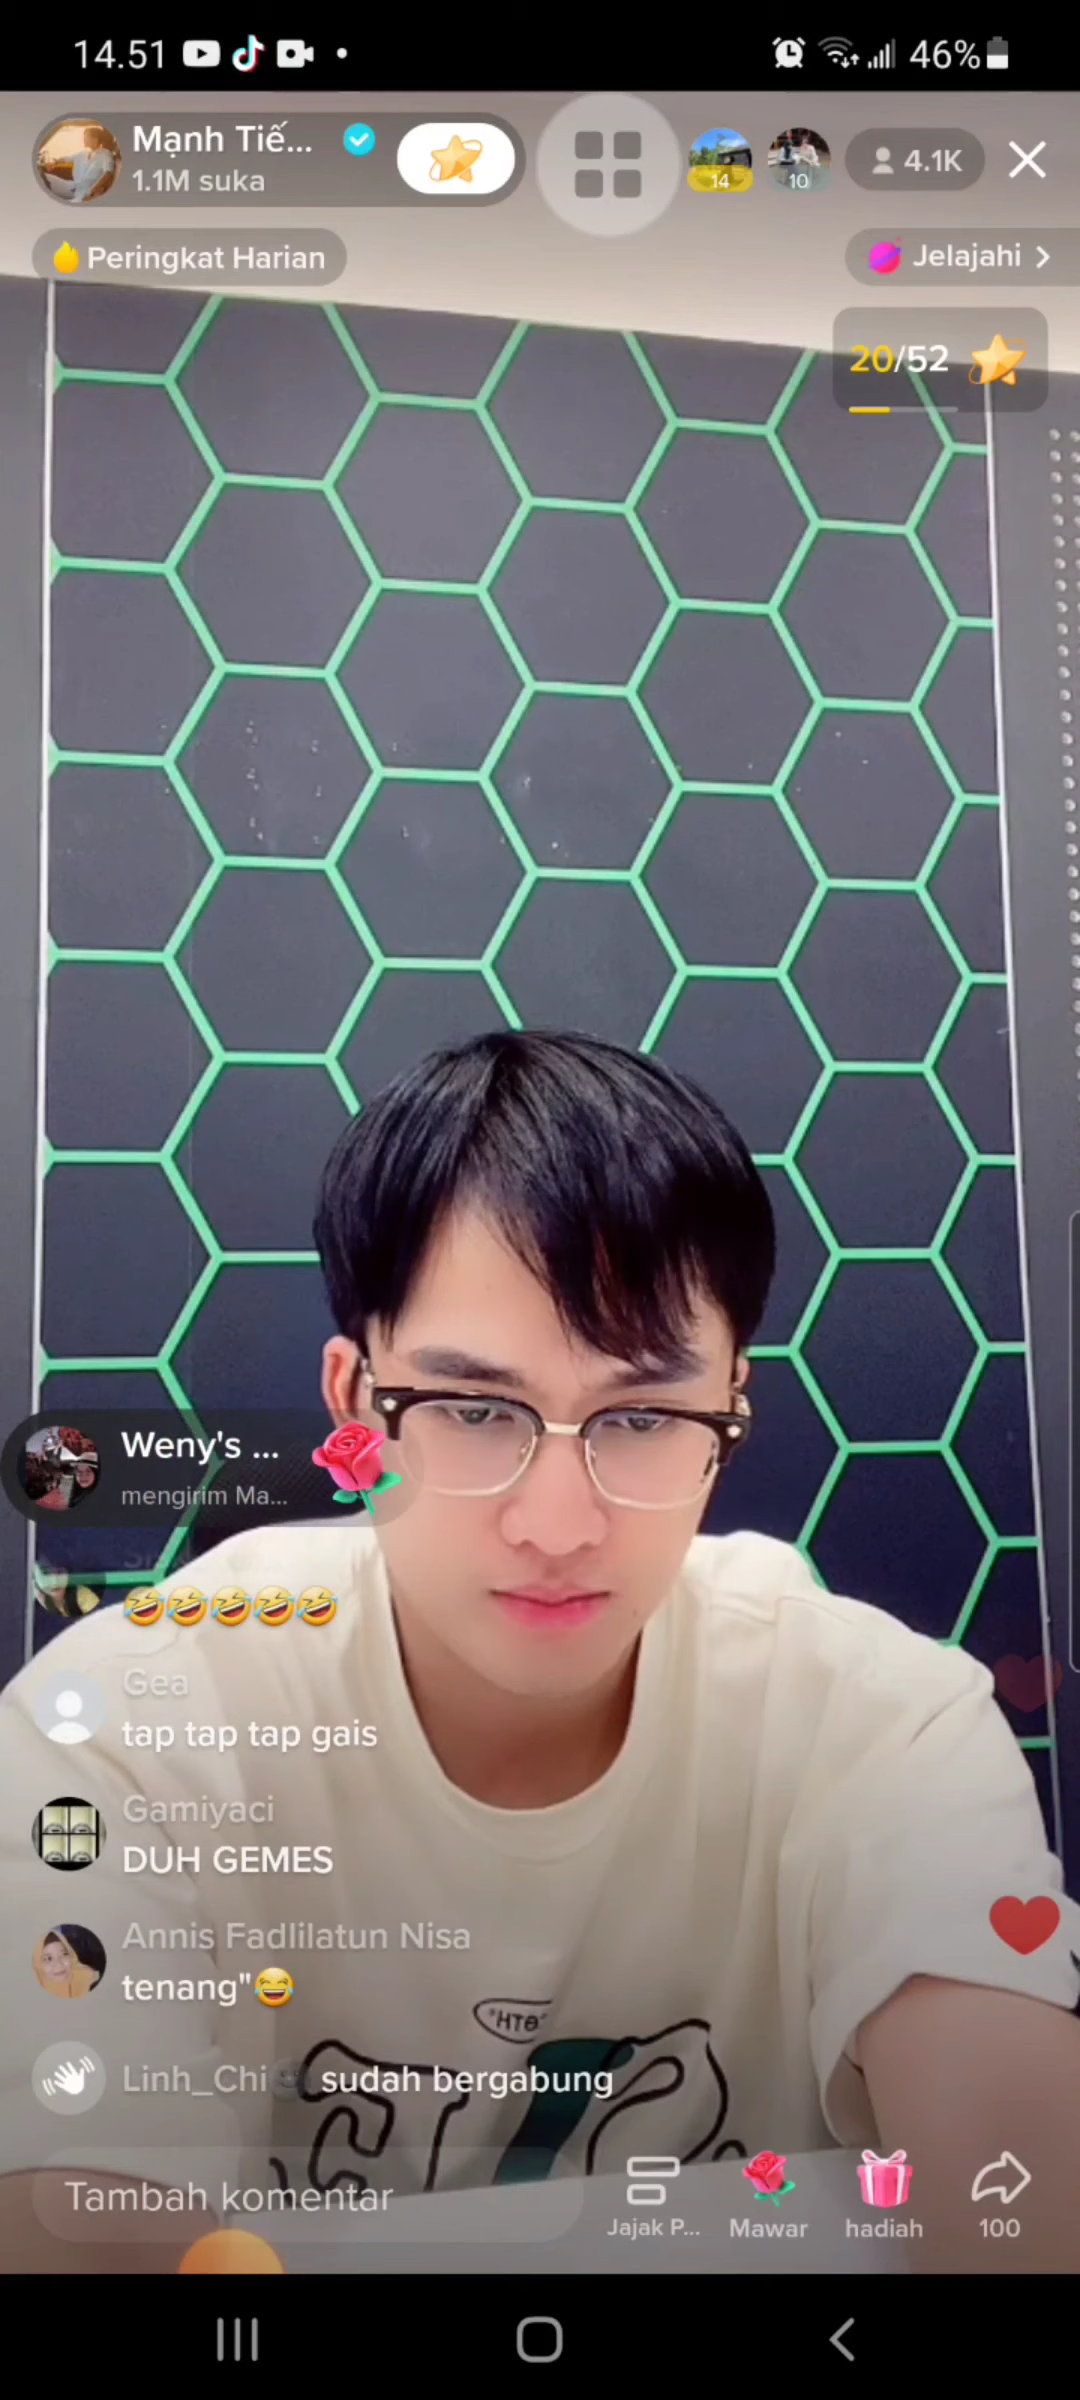 14.51
46%
Mạnh Tiế...
1.1M suka
14
10
4.1K
Peringkat Harian
Jelajahi
20/52
Weny's ...
mengirim Ma...
🤣🤣🤣🤣🤣
Gea
tap tap tap gais
Gamiyaci
DUH GEMES
Annis Fadlilatun Nisa
tenang"😂
Linh_Chi sudah bergabung
Tambah komentar
Jajak P...
Mawar
hadiah
100